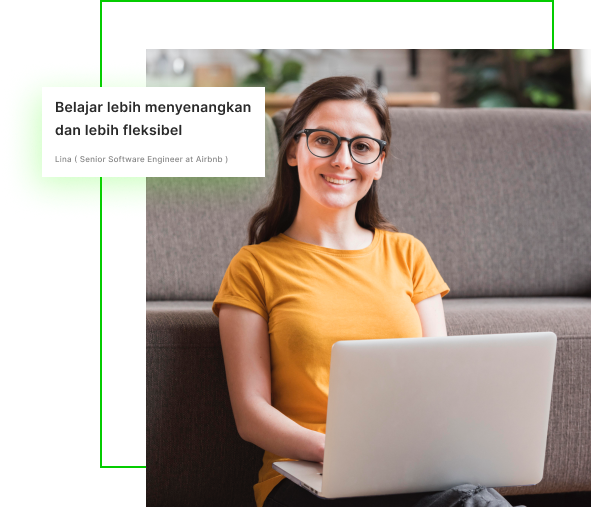 Belajar lebih menyenangkan
dan lebih fleksibel
Lina ( Senior Software Engineer at Airbnb )